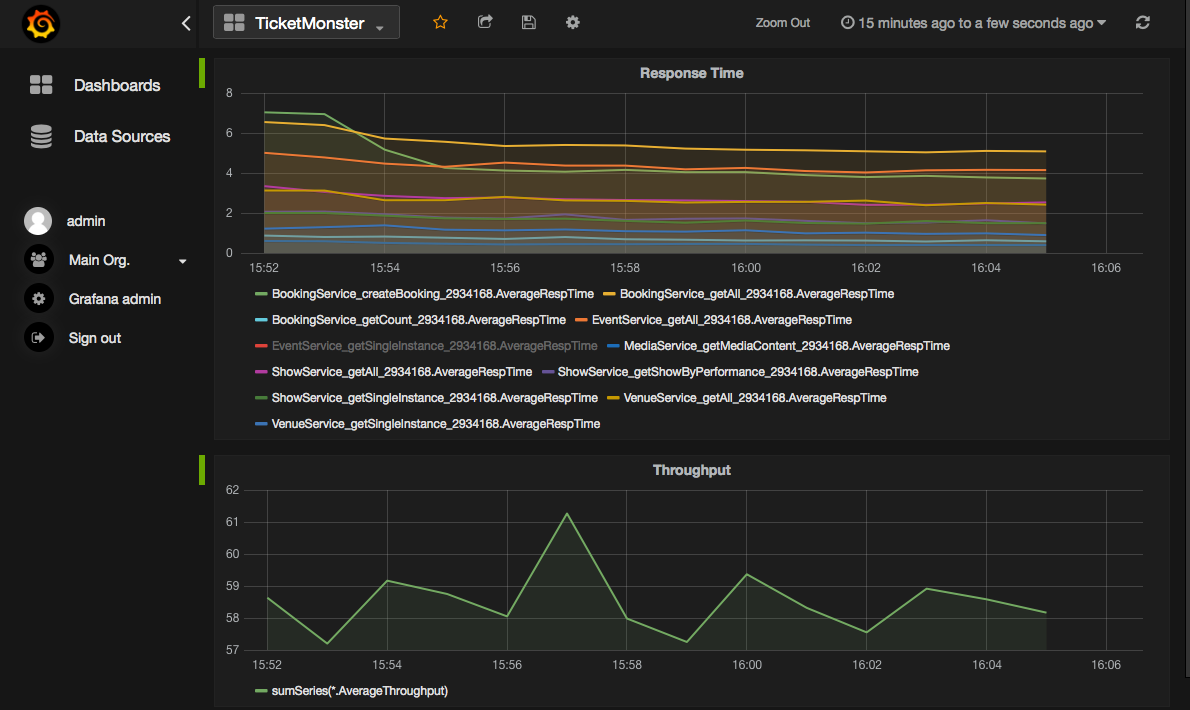 TicketMonster
Zoom Out
15 minutes ago to a few seconds ago
Dashboards
Data Sources
admin
Main Org.
Grafana admin
Sign out
Response Time
8
6
4
2
0
15:52 15:54 15:56 15:58 16:00 16:02 16:04 16:06
BookingService_createBooking_2934168.AverageRespTime BookingService_getAll_2934168.AverageRespTime
BookingService_getCount_2934168.AverageRespTime EventService_getAll_2934168.AverageRespTime
EventService_getSingleInstance_2934168.AverageRespTime MediaService_getMediaContent_2934168.AverageRespTime
ShowService_getAll_2934168.AverageRespTime ShowService_getShowByPerformance_2934168.AverageRespTime
ShowService_getSingleInstance_2934168.AverageRespTime VenueService_getAll_2934168.AverageRespTime
VenueService_getSingleInstance_2934168.AverageRespTime
Throughput
62
61
60
59
58
57
15:52 15:54 15:56 15:58 16:00 16:02 16:04 16:06
sumSeries(*.AverageThroughput)